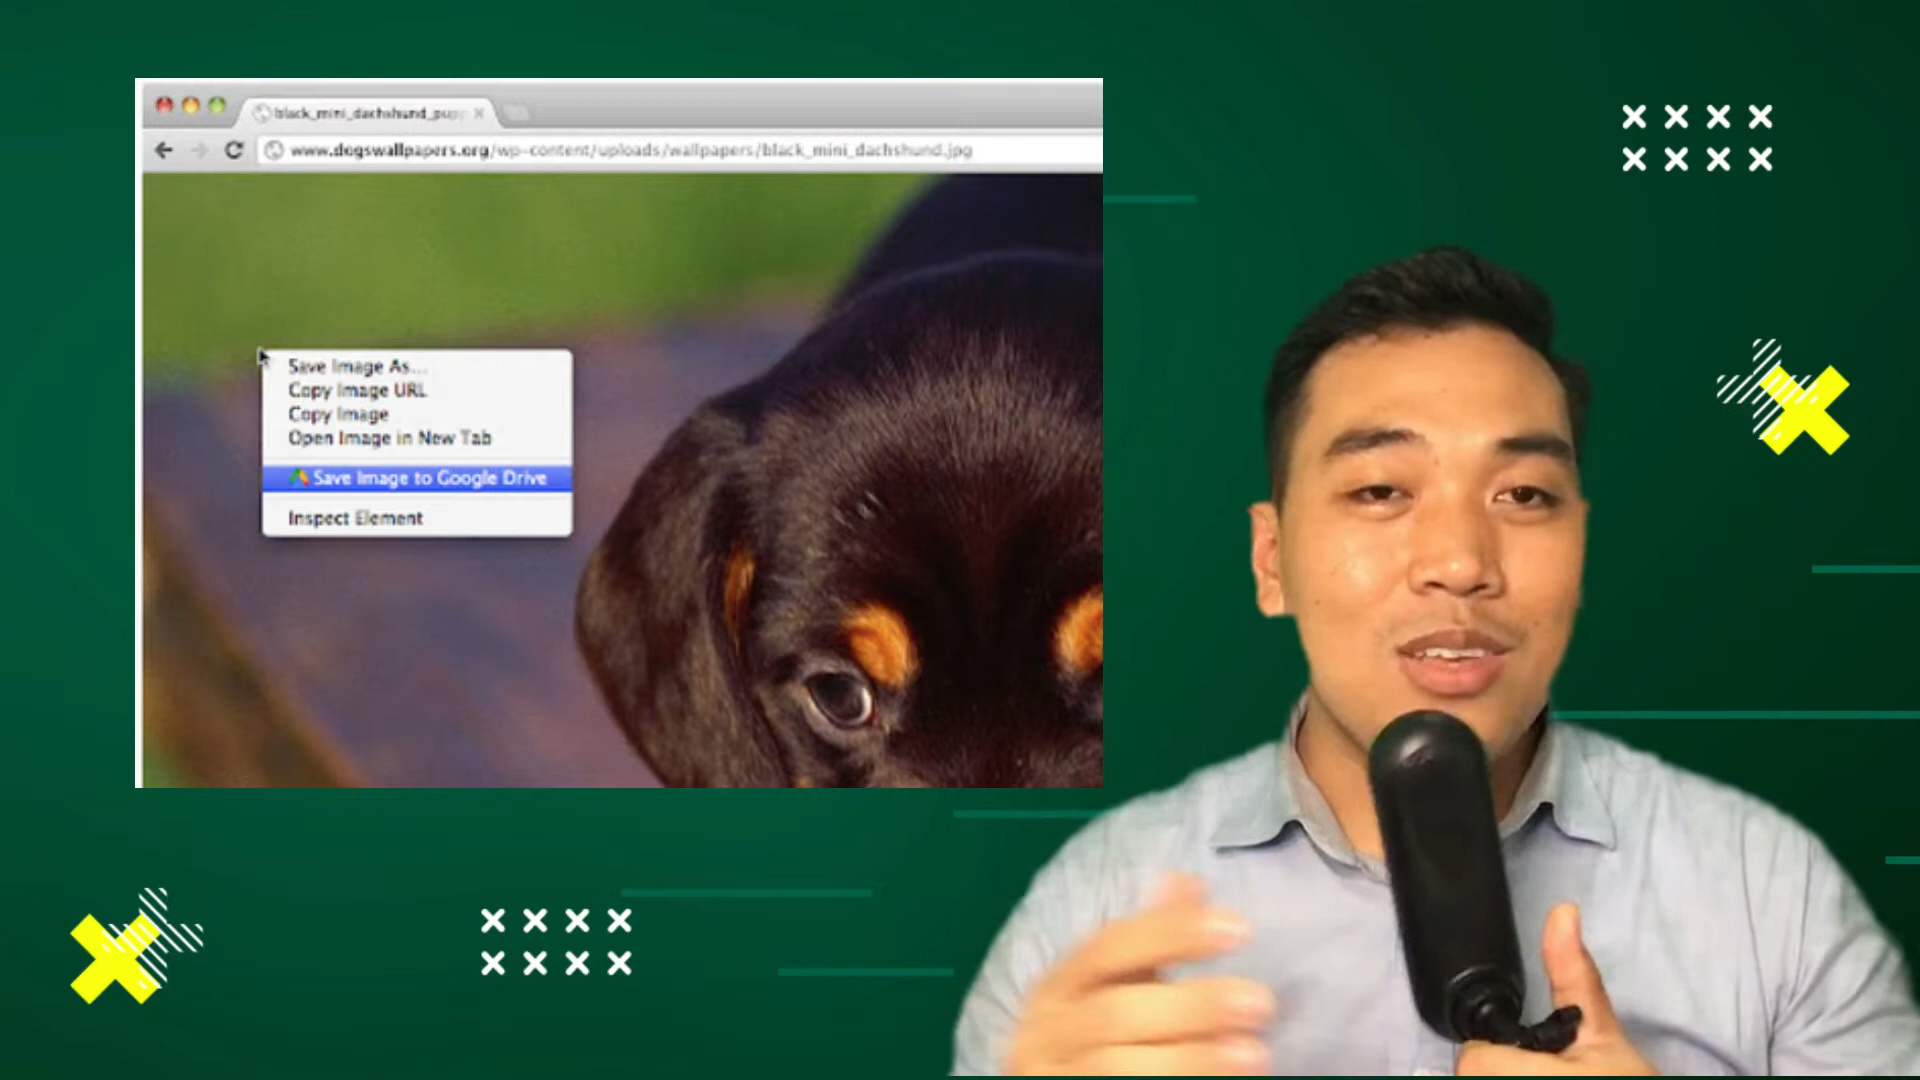 black_mini_dachshund_pup
www.dogswallpapers.org/wp-content/uploads/wallpapers/black_mini_dachshund.jpg
Save Image As...
Copy Image URL
Copy Image
Open Image in New Tab
Save Image to Google Drive
Inspect Element